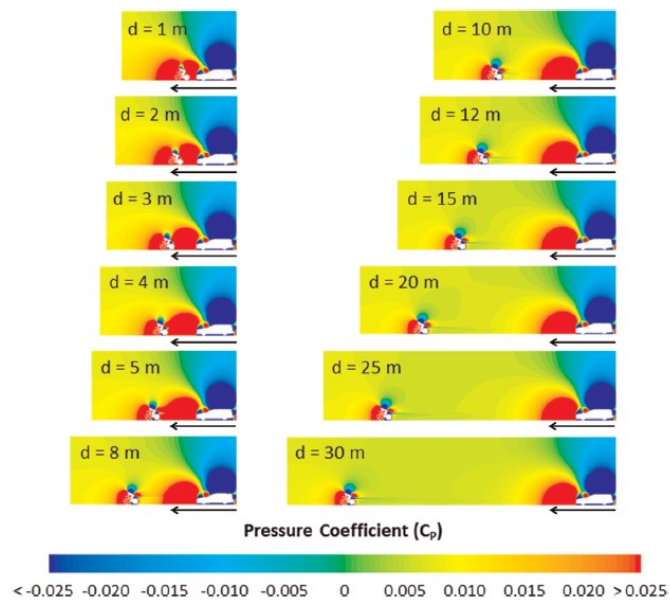 d = 1 m
d = 2 m
d = 3 m
d = 4 m
d = 5 m
d = 8 m
d = 10 m
d = 12 m
d = 15 m
d = 20 m
d = 25 m
d = 30 m
Pressure Coefficient (Cₚ)
< -0.025 -0.020 -0.015 -0.010 -0.005 0 0.005 0.010 0.015 0.020 > 0.025